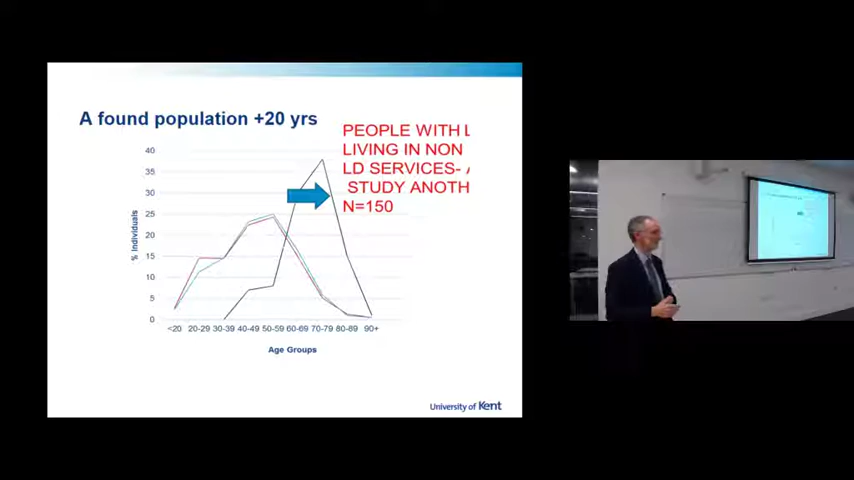 A found population +20 yrs
PEOPLE WITH
LIVING IN NON
LD SERVICES-
STUDY ANOTH
N=150
40
35
30
25
20
15
10
5
0
% Individuals
<20 20-29 30-39 40-49 50-59 60-69 70-79 80-89 90+
Age Groups
University of Kent